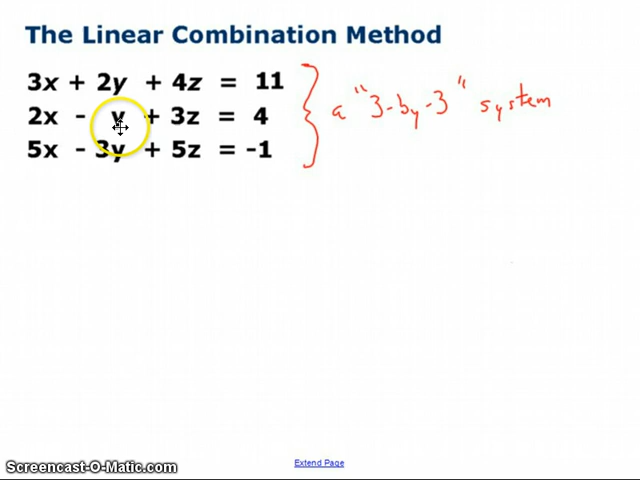 The Linear Combination Method
3x + 2y + 4z = 11
2x - y + 3z = 4
5x - 3y + 5z = -1
a "3-by-3" system
Extend Page
Screencast-O-Matic.com